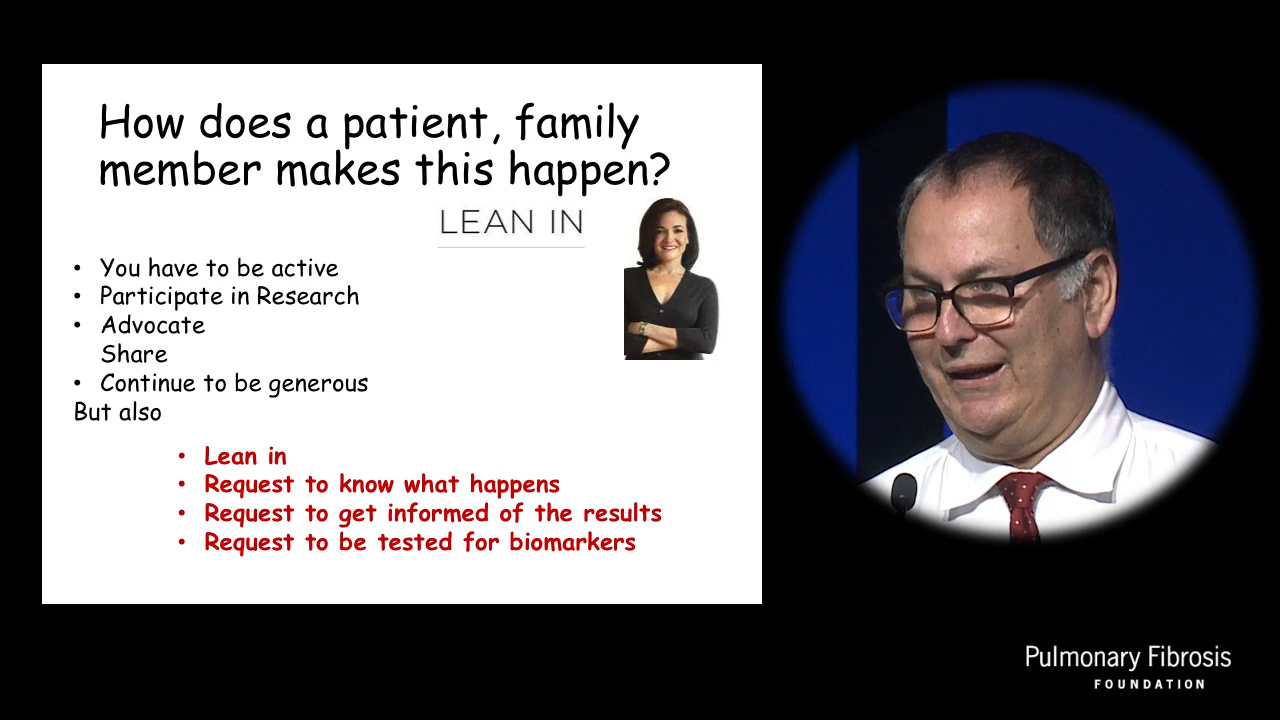 How does a patient, family
member makes this happen?
LEAN IN
• You have to be active
• Participate in Research
• Advocate
Share
• Continue to be generous
But also
• Lean in
• Request to know what happens
• Request to get informed of the results
• Request to be tested for biomarkers
Pulmonary Fibrosis
FOUNDATION